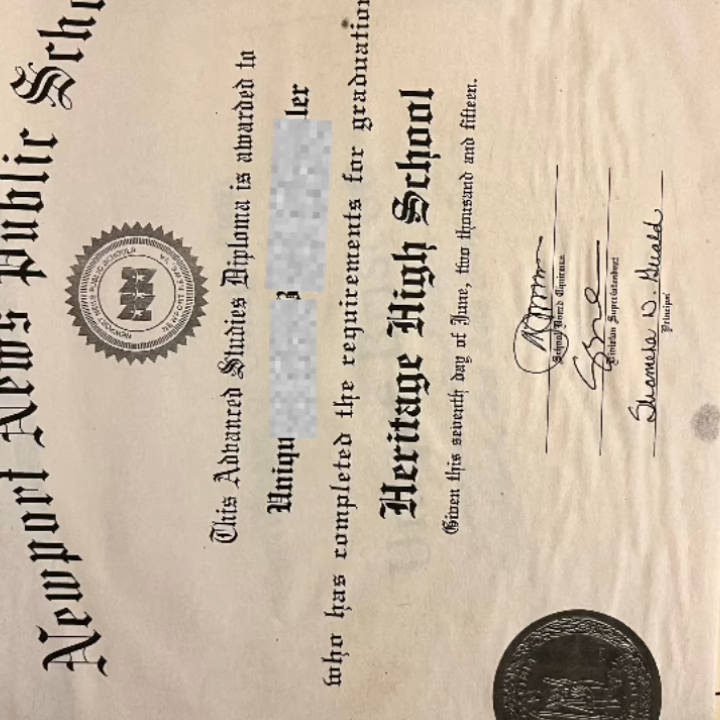 Newport News Public Scho
This Advanced Studies Diploma is awarded to
Uniqu ler
who has completed the requirements for graduation
Heritage High School
Given this seventh day of June, two thousand and fifteen.
School Board Chairman
Division Superintendent
Shameka N. Gerald
Principal